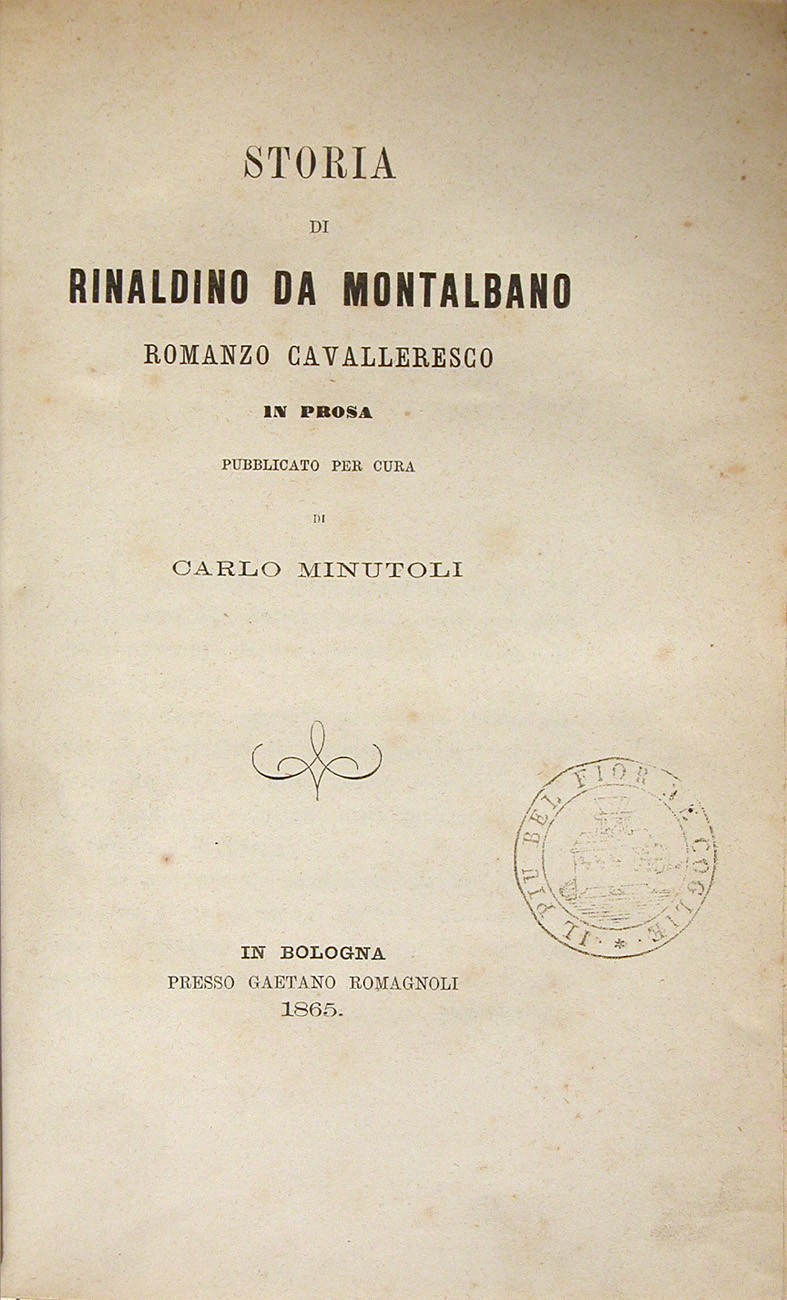 STORIA
DI
RINALDINO DA MONTALBANO
ROMANZO CAVALLERESCO
IN PROSA
PUBBLICATO PER CURA
DI
CARLO MINUTOLI
IL PIÙ BEL FIOR NE COGLIE
IN BOLOGNA
PRESSO GAETANO ROMAGNOLI
1865.